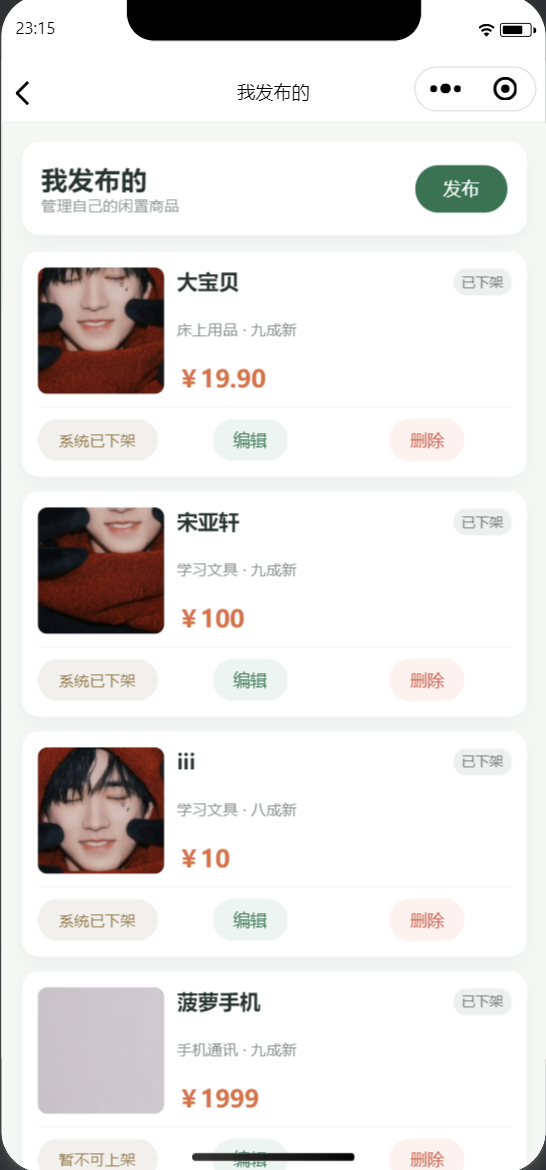 23:15
我发布的
我发布的
管理自己的闲置商品
发布
大宝贝
已下架
床上用品 · 九成新
￥19.90
系统已下架
编辑
删除
宋亚轩
已下架
学习文具 · 九成新
￥100
系统已下架
编辑
删除
iii
已下架
学习文具 · 八成新
￥10
系统已下架
编辑
删除
菠萝手机
已下架
手机通讯 · 九成新
￥1999
暂不可上架
编辑
删除